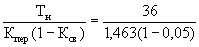 Tн / Kпер (1 − Kсв) = 36 / 1,463(1 − 0,05)